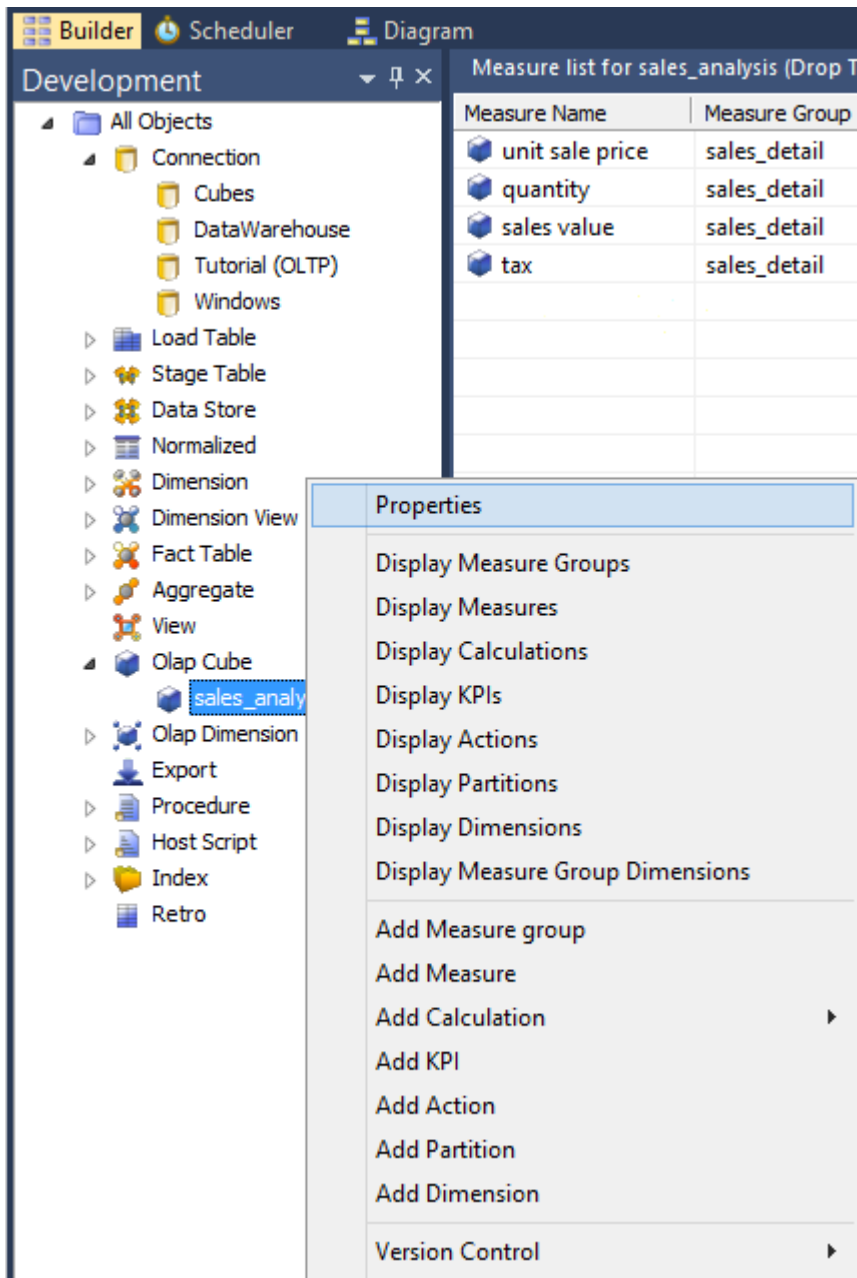 Builder Scheduler Diagram
Development
All Objects
Connection
Cubes
DataWarehouse
Tutorial (OLTP)
Windows
Load Table
Stage Table
Data Store
Normalized
Dimension
Dimension View
Fact Table
Aggregate
View
Olap Cube
sales_analy
Olap Dimension
Export
Procedure
Host Script
Index
Retro
Measure list for sales_analysis (Drop T
Measure Name Measure Group
unit sale price sales_detail
quantity sales_detail
sales value sales_detail
tax sales_detail
Properties
Display Measure Groups
Display Measures
Display Calculations
Display KPIs
Display Actions
Display Partitions
Display Dimensions
Display Measure Group Dimensions
Add Measure group
Add Measure
Add Calculation
Add KPI
Add Action
Add Partition
Add Dimension
Version Control